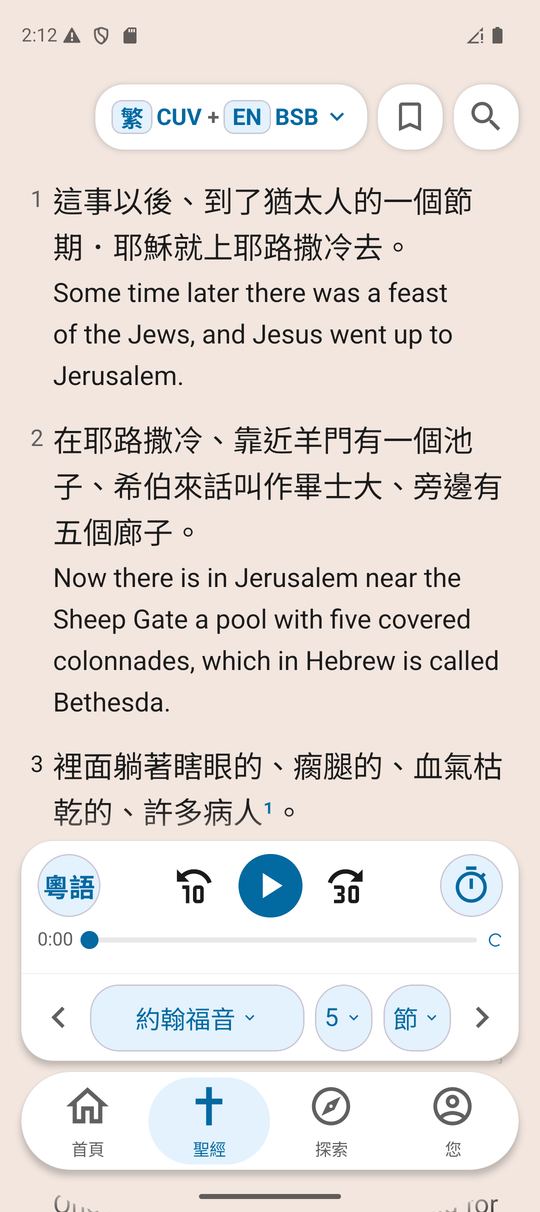 2:12
繁 CUV + EN BSB
1 這事以後、到了猶太人的一個節
期．耶穌就上耶路撒冷去。
Some time later there was a feast
of the Jews, and Jesus went up to
Jerusalem.
2 在耶路撒冷、靠近羊門有一個池
子、希伯來話叫作畢士大、旁邊有
五個廊子。
Now there is in Jerusalem near the
Sheep Gate a pool with five covered
colonnades, which in Hebrew is called
Bethesda.
3 裡面躺著瞎眼的、瘸腿的、血氣枯
乾的、許多病人1。
粵語 10 30
0:00
約翰福音 5 節
首頁 聖經 探索 您